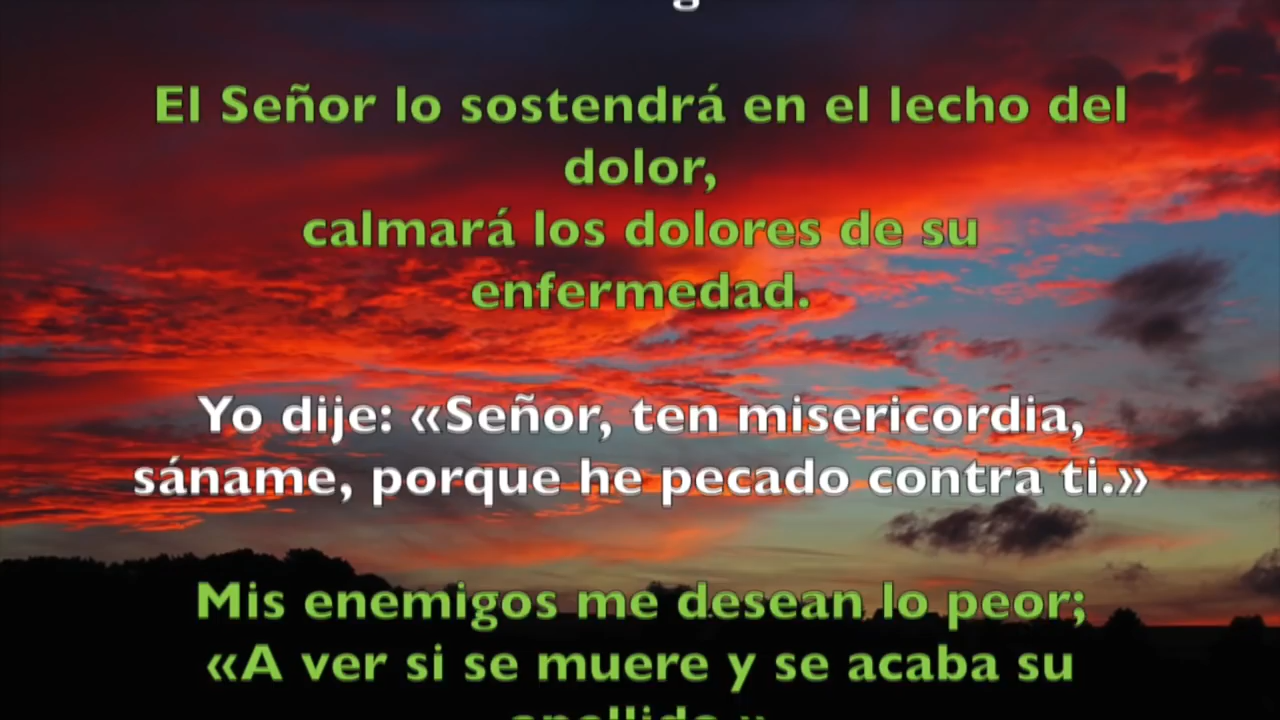 El Señor lo sostendrá en el lecho del
dolor,
calmará los dolores de su
enfermedad.
Yo dije: «Señor, ten misericordia,
sáname, porque he pecado contra ti.»
Mis enemigos me desean lo peor;
«A ver si se muere y se acaba su